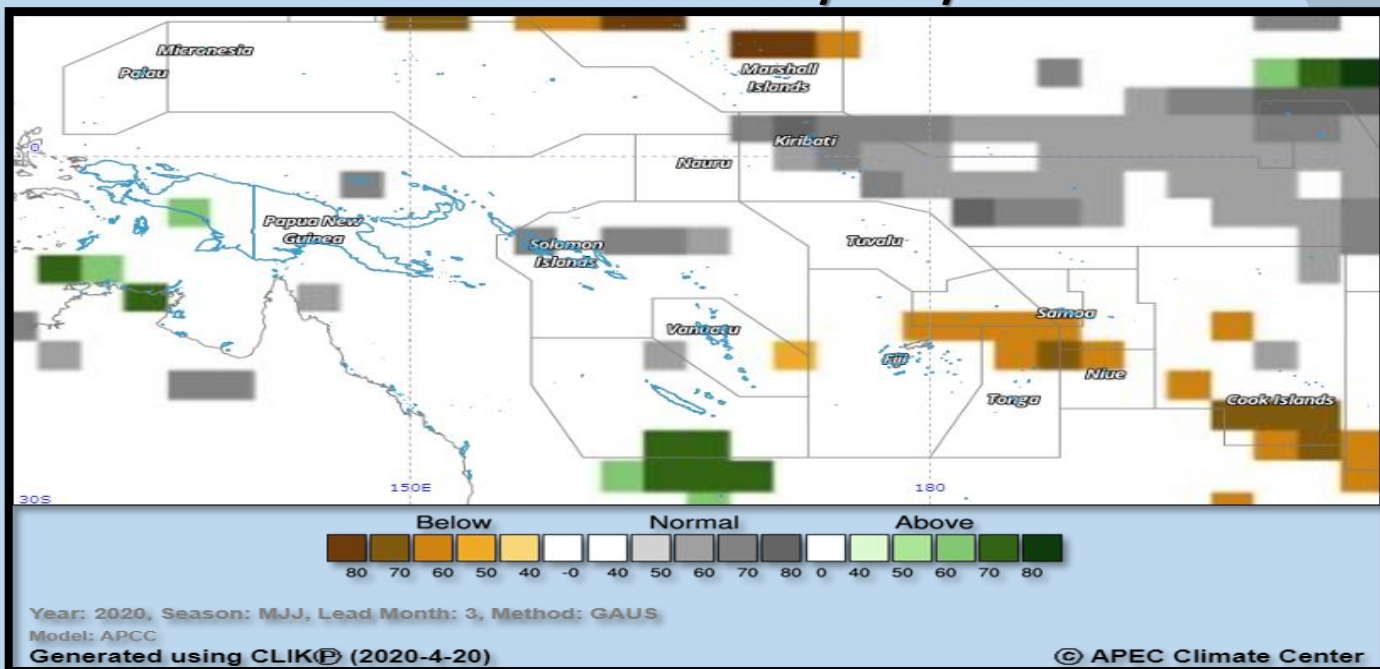 Micronesia
Palau
Marshall
Islands
Kiribati
0
Nauru
Papua New
Guinea
Solomon
Islands
Tuvalu
Samoa
Vanuatu
Fiji
Niue
Tonga
Cook Islands
30S
150E
180
Below Normal Above
80 70 60 50 40 -0 40 50 60 70 80 0 40 50 60 70 80
Year: 2020, Season: MJJ, Lead Month: 3, Method: GAUS
Model: APCC
Generated using CLIKⓅ (2020-4-20)
© APEC Climate Center